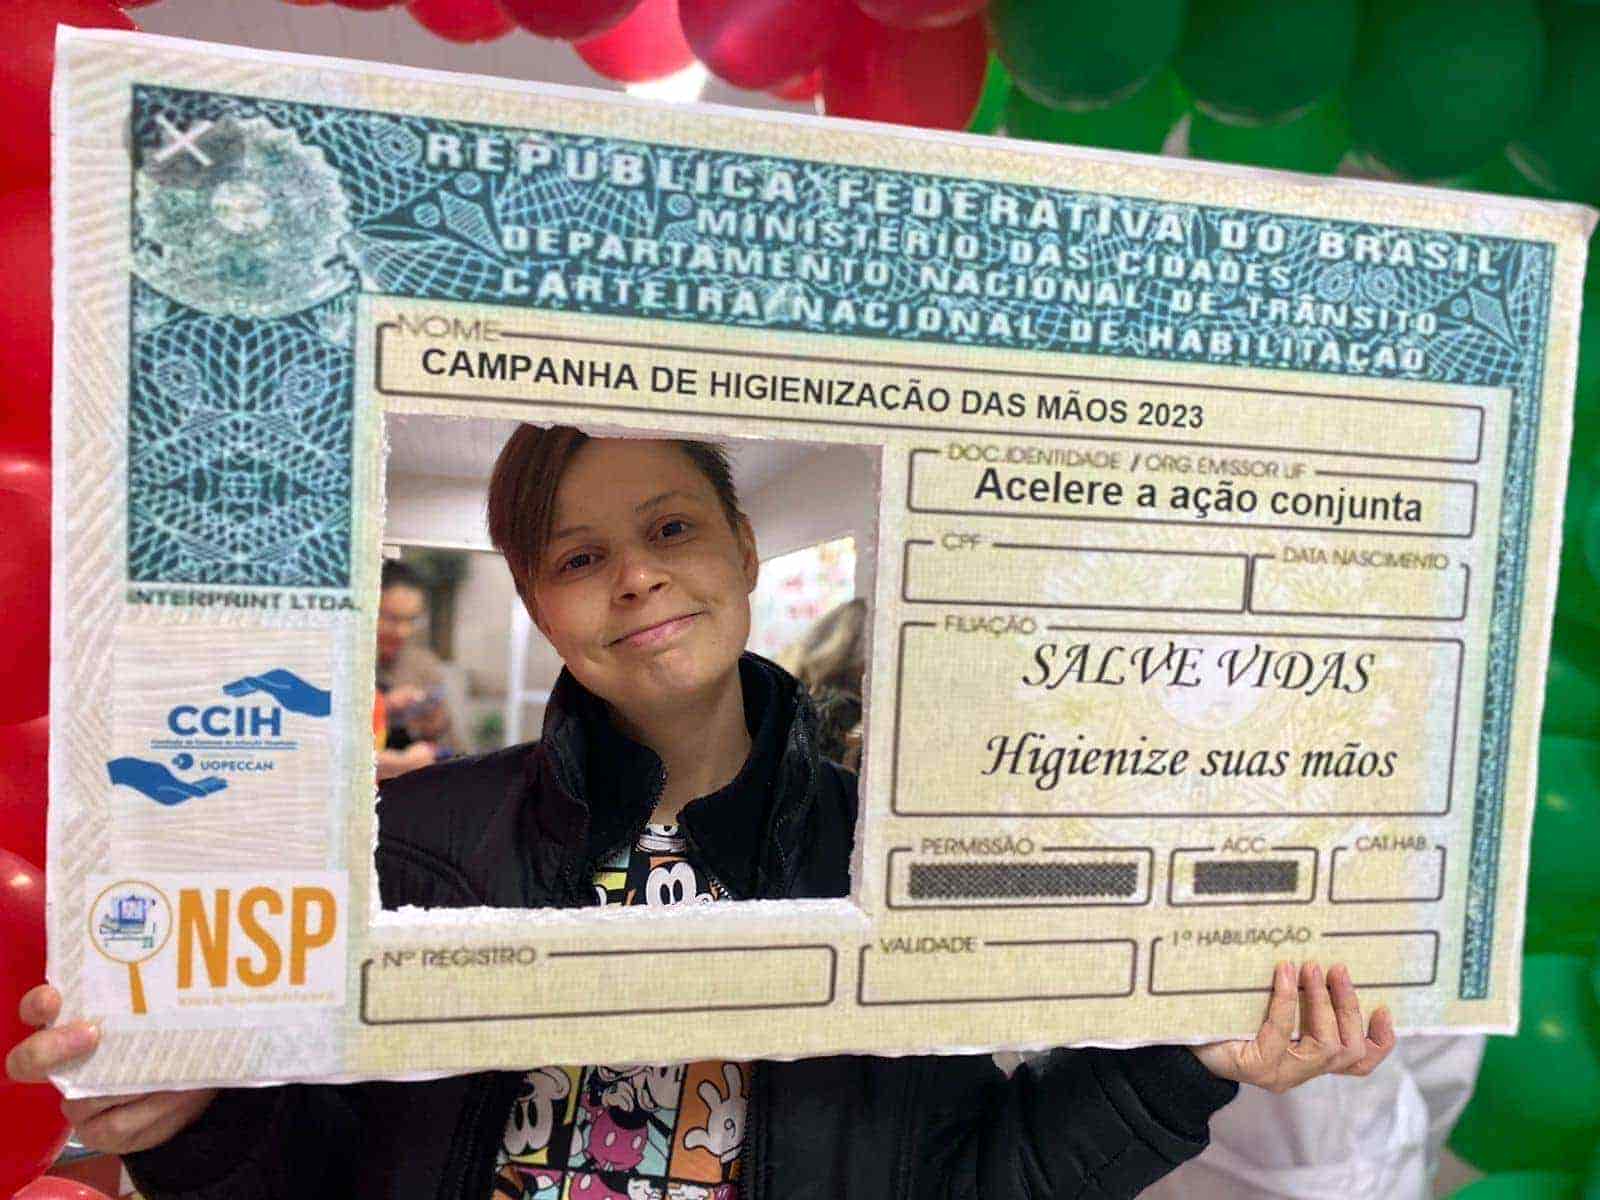 REPÚBLICA FEDERATIVA DO BRASIL
MINISTÉRIO DAS CIDADES
DEPARTAMENTO NACIONAL DE TRÂNSITO
CARTEIRA NACIONAL DE HABILITAÇÃO
NOME
CAMPANHA DE HIGIENIZAÇÃO DAS MÃOS 2023
DOC.IDENTIDADE / ORG.EMISSOR UF
Acelere a ação conjunta
CPF
DATA NASCIMENTO
FILIAÇÃO
SALVE VIDAS
Higienize suas mãos
PERMISSÃO
ACC
CAT.HAB.
Nº REGISTRO
VALIDADE
1º HABILITAÇÃO
INTERPRINT LTDA.
CCIH
UOPECCAN
NSP